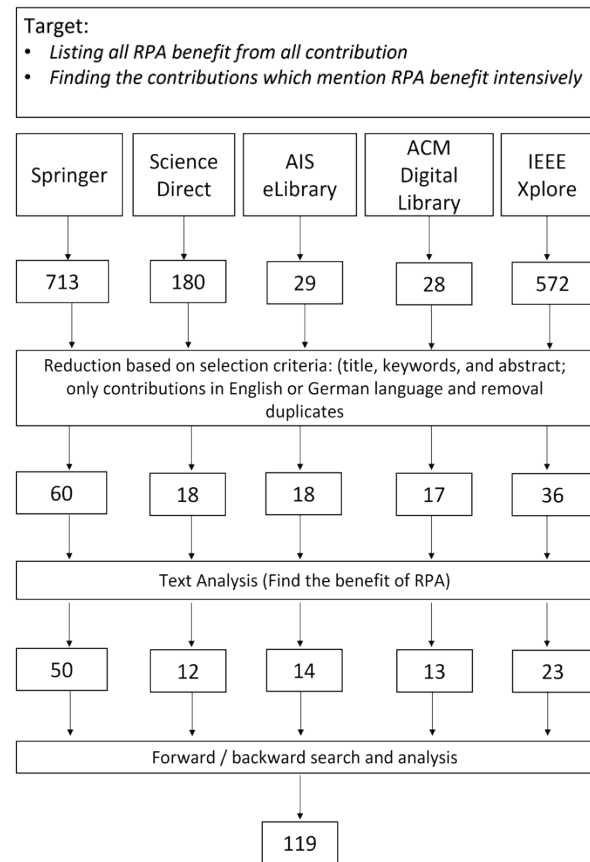 Target:
• Listing all RPA benefit from all contribution
• Finding the contributions which mention RPA benefit intensively
Springer
Science
Direct
AIS
eLibrary
ACM
Digital
Library
IEEE
Xplore
713
180
29
28
572
Reduction based on selection criteria: (title, keywords, and abstract;
only contributions in English or German language and removal
duplicates
60
18
18
17
36
Text Analysis (Find the benefit of RPA)
50
12
14
13
23
Forward / backward search and analysis
119